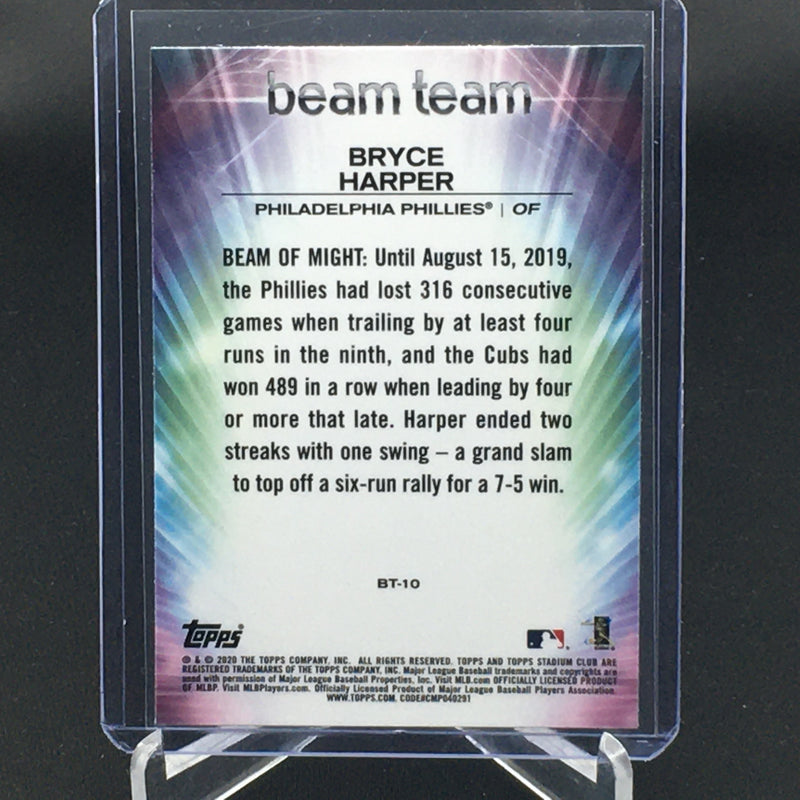 beam team
BRYCE
HARPER
PHILADELPHIA PHILLIES® | OF
BEAM OF MIGHT: Until August 15, 2019,
the Phillies had lost 316 consecutive
games when trailing by at least four
runs in the ninth, and the Cubs had
won 489 in a row when leading by four
or more that late. Harper ended two
streaks with one swing – a grand slam
to top off a six-run rally for a 7-5 win.
BT-10
topps®
® & © 2020 THE TOPPS COMPANY, INC. ALL RIGHTS RESERVED. TOPPS AND TOPPS STADIUM CLUB ARE
REGISTERED TRADEMARKS OF THE TOPPS COMPANY, INC. Major League Baseball trademarks and copyrights are
used with permission of Major League Baseball Properties, Inc. Visit MLB.com OFFICIALLY LICENSED PRODUCT
OF MLBP. Visit MLBPlayers.com. Officially Licensed Product of Major League Baseball Players Association.
WWW.TOPPS.COM. CODE#CMP040291